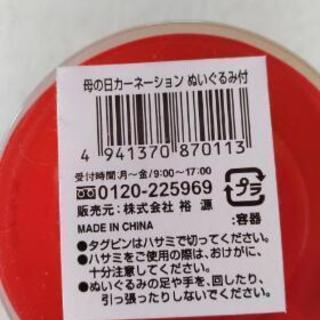 母の日カーネーション ぬいぐるみ付
4 941370 870113
受付時間:月～金/9:00～17:00
0120-225969
販売元:株式会社 裕 源
MADE IN CHINA
プラ
:容器
●タグピンはハサミで切ってください。
●ハサミをご使用の際は、おけがに、
十分注意してください。
●ぬいぐるみの足や手を、回したり、
引っ張ったりしないでください。